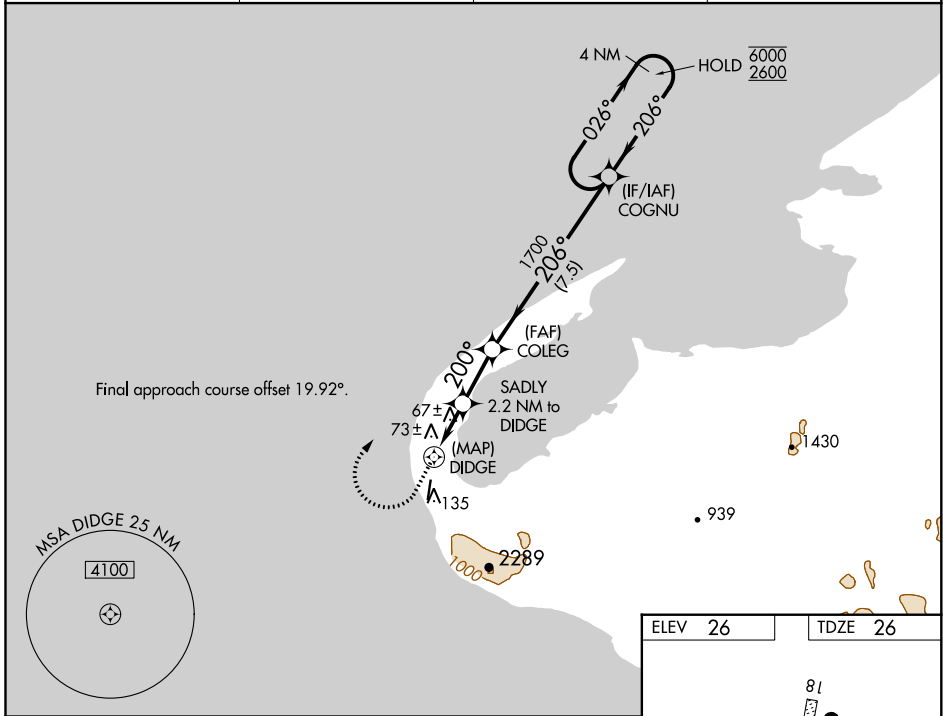 4 NM
HOLD 6000
2600
026°
206°
(IF/IAF)
COGNU
1700
206°
(7.5)
(FAF)
COLEG
200°
SADLY
2.2 NM to
DIDGE
Final approach course offset 19.92°.
67±
73±
(MAP)
DIDGE
135
1430
939
2289
1000
MSA DIDGE 25 NM
4100
ELEV 26
TDZE 26
18